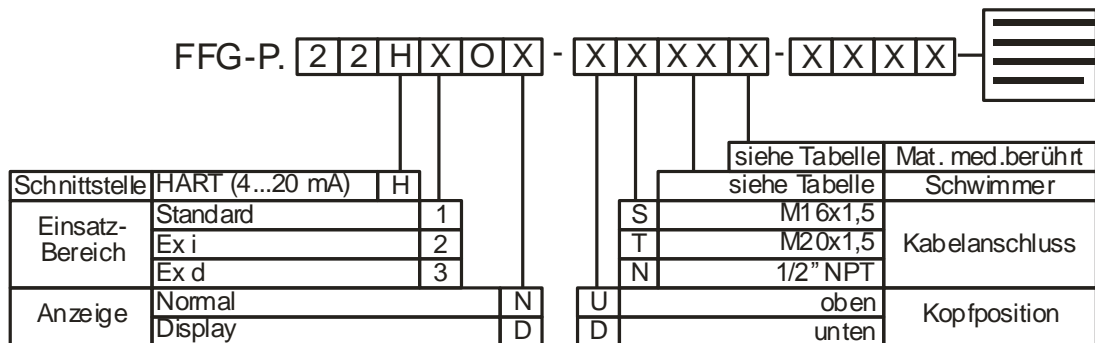 FFG-P. 2 2 H X O X - X X X X X - X X X X
siehe Tabelle Mat. med.berührt
Schnittstelle HART (4...20 mA) H siehe Tabelle Schwimmer
Einsatz-Bereich Standard 1 S M16x1,5 Kabelanschluss
Ex i 2 T M20x1,5
Ex d 3 N 1/2” NPT
Anzeige Normal N U oben Kopfposition
Display D D unten